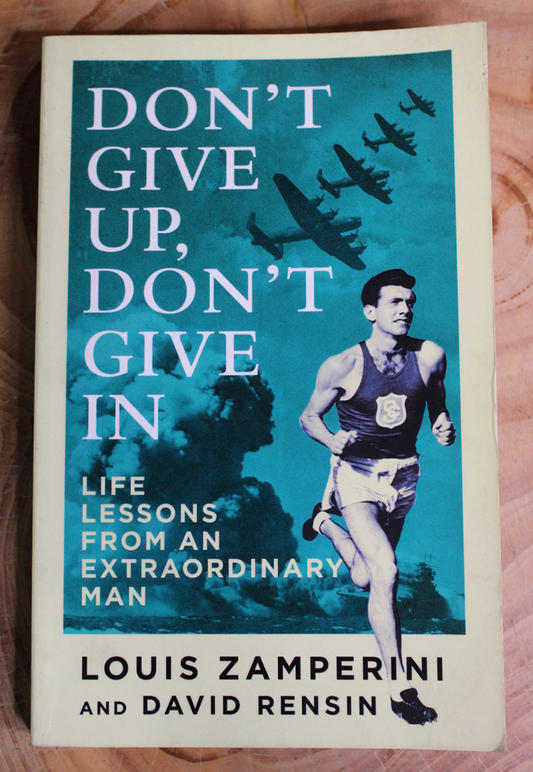 DON'T
GIVE
UP,
DON'T
GIVE
IN
LIFE
LESSONS
FROM AN
EXTRAORDINARY
MAN
LOUIS ZAMPERINI
AND DAVID RENSIN